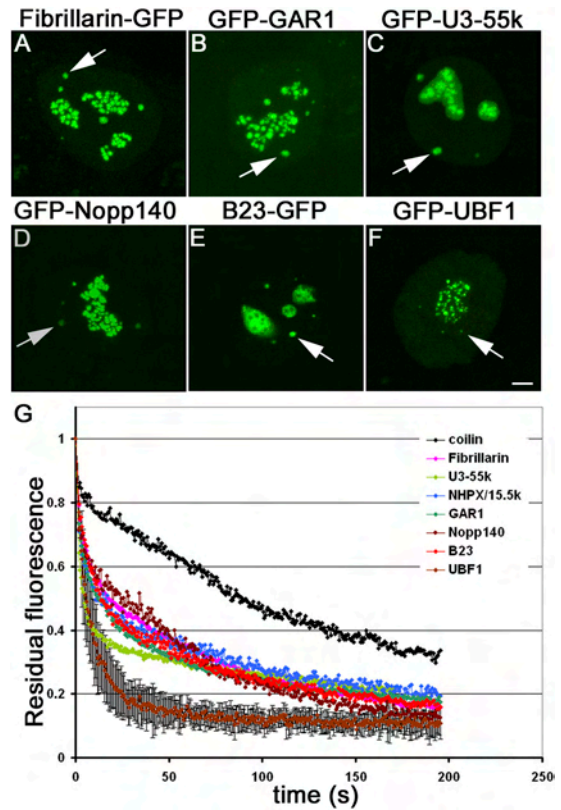 Fibrillarin-GFP GFP-GAR1 GFP-U3-55k
A B C
GFP-Nopp140 B23-GFP GFP-UBF1
D E F
G
coilin
Fibrillarin
U3-55k
NHPX/15.5k
GAR1
Nopp140
B23
UBF1
Residual fluorescence
1
0.8
0.6
0.4
0.2
0
0 50 100 150 200 250
time (s)